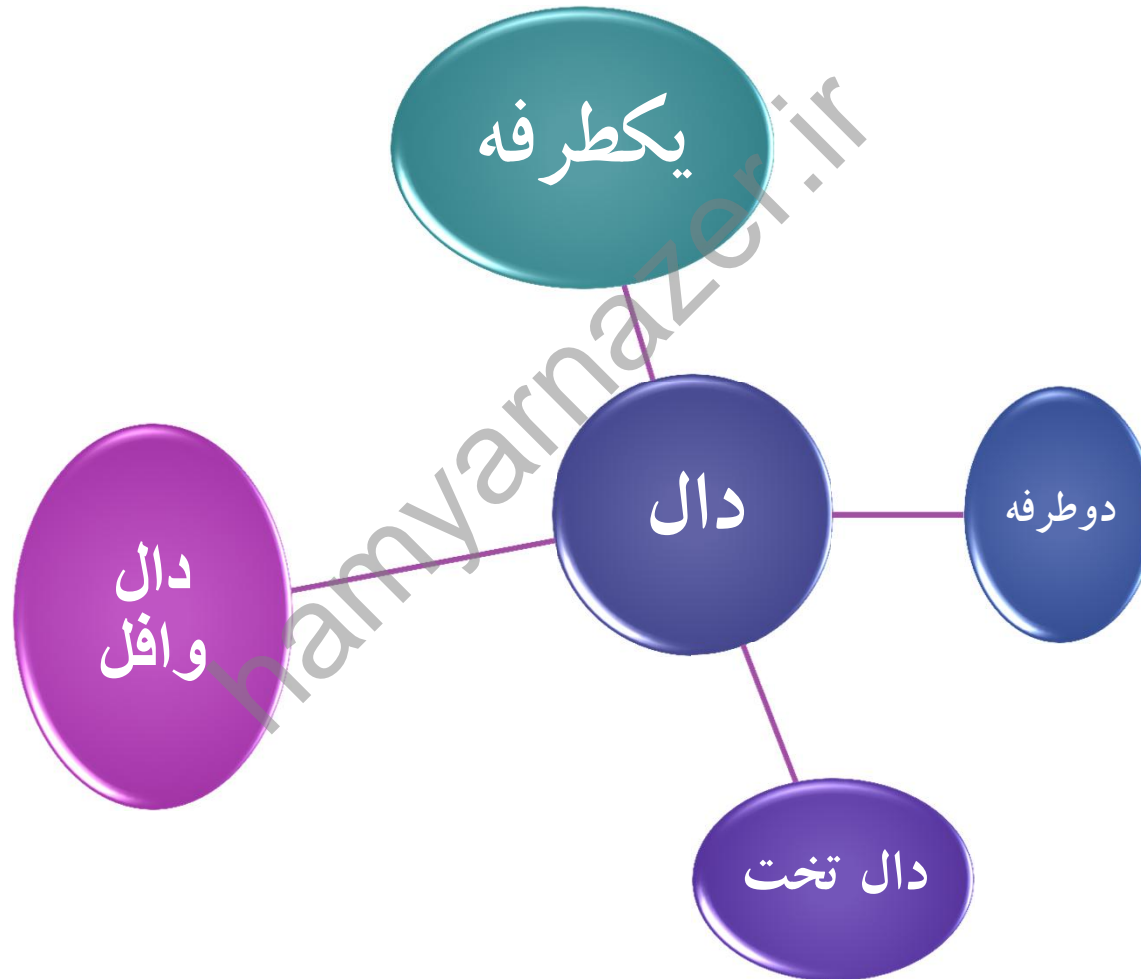 یکطرفه
دال
دوطرفه
دال
وافل
دال تخت
hamyarnazer.ir